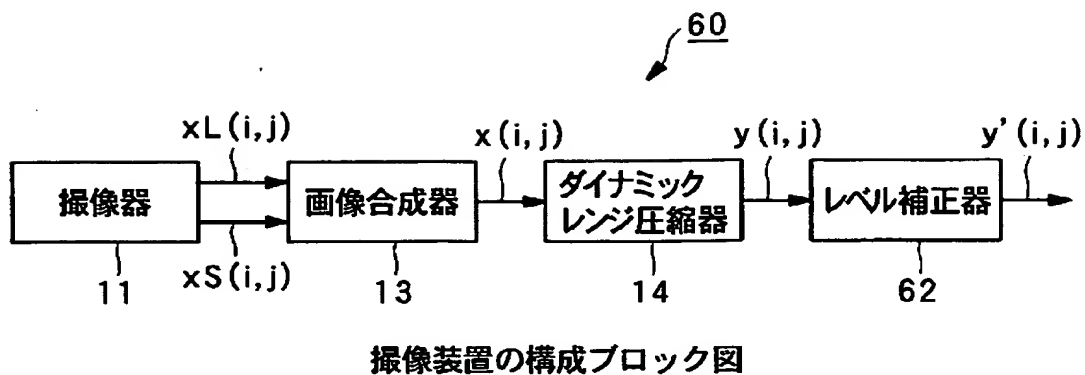 60
xL(i,j)
x(i,j)
y(i,j)
y'(i,j)
撮像器
画像合成器
ダイナミック
レンジ圧縮器
レベル補正器
xS(i,j)
11
13
14
62
撮像装置の構成ブロック図